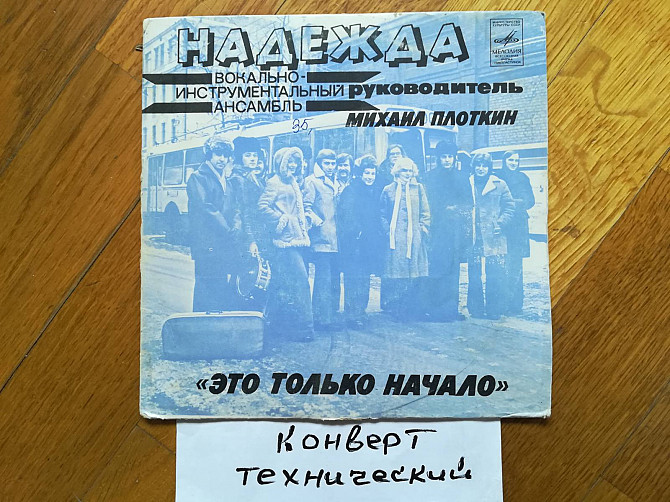 НАДЕЖДА
ВОКАЛЬНО-
ИНСТРУМЕНТАЛЬНЫЙ
АНСАМБЛЬ
РУКОВОДИТЕЛЬ
МИХАИЛ ПЛОТКИН
МЕЛОДИЯ
«ЭТО ТОЛЬКО НАЧАЛО»
Конверт
технический